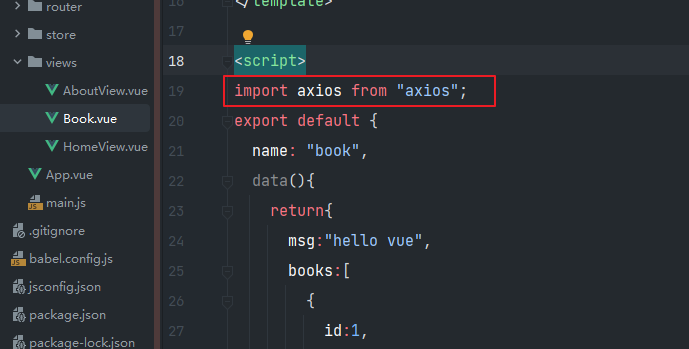 router
store
views
AboutView.vue
Book.vue
HomeView.vue
App.vue
main.js
.gitignore
babel.config.js
jsconfig.json
package.json
package-lock.json
16 </template>
17
18 <script>
19 import axios from "axios";
20 export default {
21 name: "book",
22 data(){
23 return{
24 msg:"hello vue",
25 books:[
26 {
27 id:1,